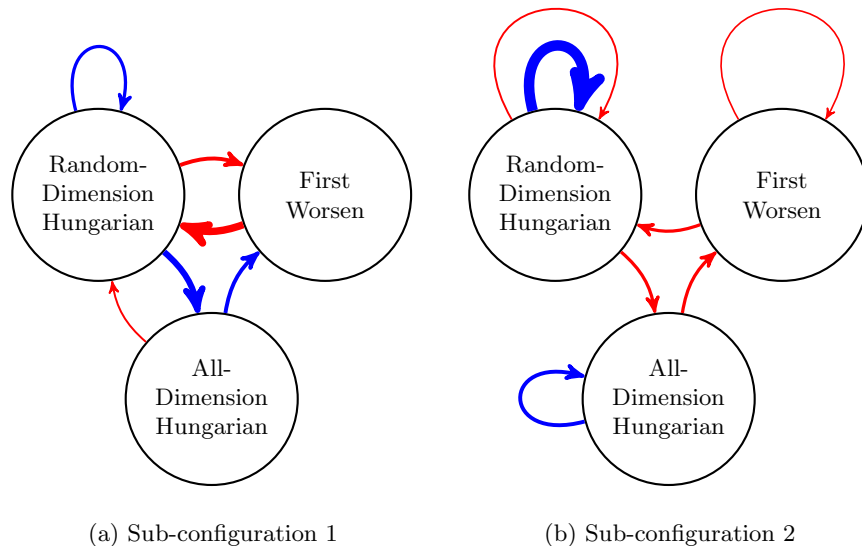 Random-
Dimension
Hungarian
First
Worsen
All-
Dimension
Hungarian
(a) Sub-configuration 1
Random-
Dimension
Hungarian
First
Worsen
All-
Dimension
Hungarian
(b) Sub-configuration 2